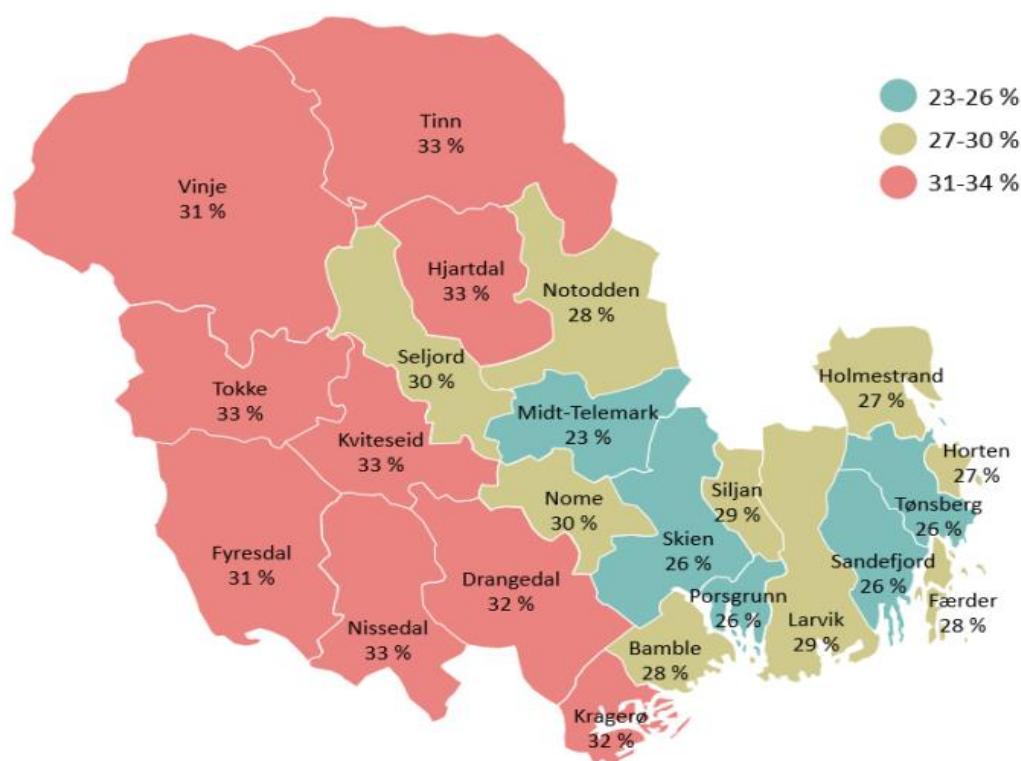 23-26 %
27-30 %
31-34 %
Tinn
33 %
Vinje
31 %
Hjartdal
33 %
Notodden
28 %
Seljord
30 %
Holmestrand
27 %
Tokke
33 %
Midt-Telemark
23 %
Kviteseid
33 %
Horten
27 %
Siljan
29 %
Nome
30 %
Tønsberg
26 %
Skien
26 %
Fyresdal
31 %
Sandefjord
26 %
Drangedal
32 %
Porsgrunn
26 %
Færder
28 %
Larvik
29 %
Nissedal
33 %
Bamble
28 %
Kragerø
32 %